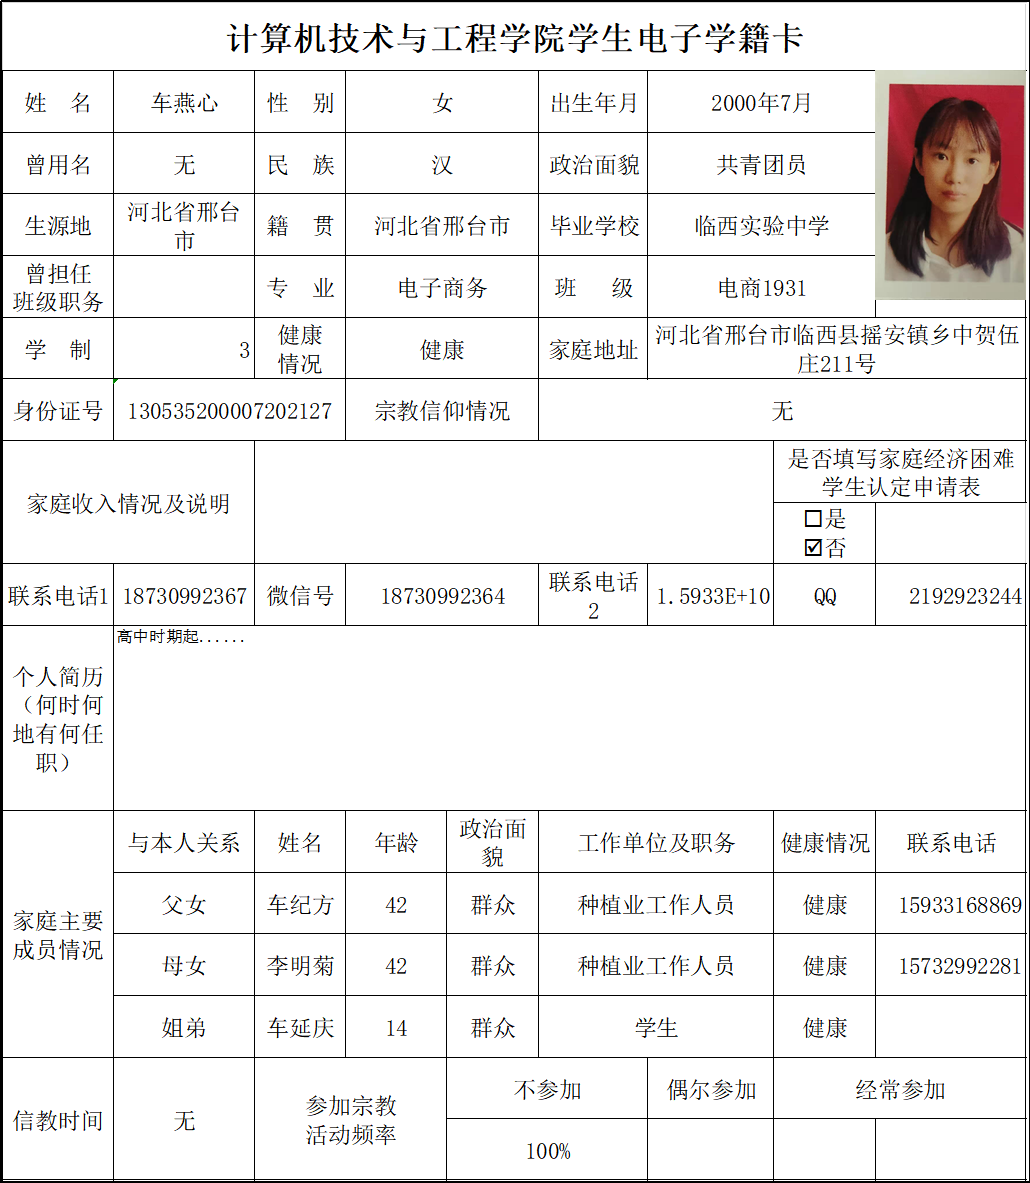 计算机技术与工程学院学生电子学籍卡
姓 名 车燕心 性 别 女 出生年月 2000年7月
曾用名 无 民 族 汉 政治面貌 共青团员
生源地 河北省邢台市 籍 贯 河北省邢台市 毕业学校 临西实验中学
曾担任班级职务 专 业 电子商务 班 级 电商1931
学 制 3 健康情况 健康 家庭地址 河北省邢台市临西县摇安镇乡中贺伍庄211号
身份证号 130535200007202127 宗教信仰情况 无
家庭收入情况及说明 是否填写家庭经济困难学生认定申请表
☐是
☑否
联系电话1 18730992367 微信号 18730992364 联系电话2 1.5933E+10 QQ 2192923244
个人简历（何时何地有何任职） 高中时期起......
家庭主要成员情况 与本人关系 姓名 年龄 政治面貌 工作单位及职务 健康情况 联系电话
父女 车纪方 42 群众 种植业工作人员 健康 15933168869
母女 李明菊 42 群众 种植业工作人员 健康 15732992281
姐弟 车延庆 14 群众 学生 健康
信教时间 无 参加宗教活动频率 不参加 偶尔参加 经常参加
100%